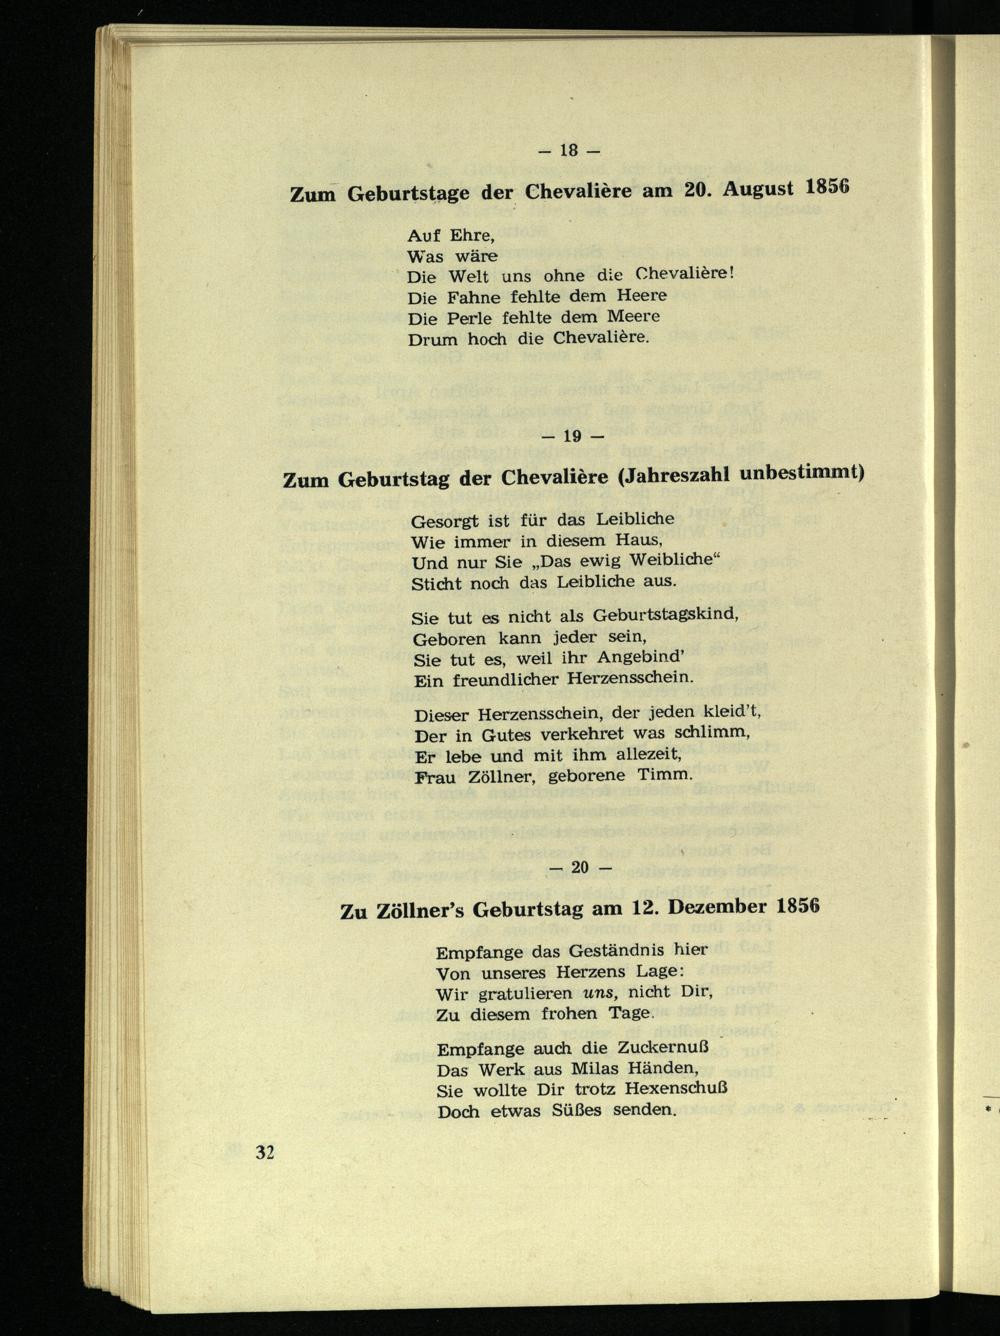 — 18 —
Zum Geburtstage der Chevalière am 20. August 1856
Auf Ehre,
Was wäre
Die Welt uns ohne die Chevalière!
Die Fahne fehlte dem Heere
Die Perle fehlte dem Meere
Drum hoch die Chevalière.
— 19 —
Zum Geburtstag der Chevalière (Jahreszahl unbestimmt)
Gesorgt ist für das Leibliche
Wie immer in diesem Haus,
Und nur Sie „Das ewig Weibliche“
Sticht noch das Leibliche aus.
Sie tut es nicht als Geburtstagskind,
Geboren kann jeder sein,
Sie tut es, weil ihr Angebind’
Ein freundlicher Herzensschein.
Dieser Herzensschein, der jeden kleid’t,
Der in Gutes verkehret was schlimm,
Er lebe und mit ihm allezeit,
Frau Zöllner, geborene Timm.
— 20 —
Zu Zöllner’s Geburtstag am 12. Dezember 1856
Empfange das Geständnis hier
Von unseres Herzens Lage:
Wir gratulieren uns, nicht Dir,
Zu diesem frohen Tage.
Empfange auch die Zuckernuß
Das Werk aus Milas Händen,
Sie wollte Dir trotz Hexenschuß
Doch etwas Süßes senden.
32
*